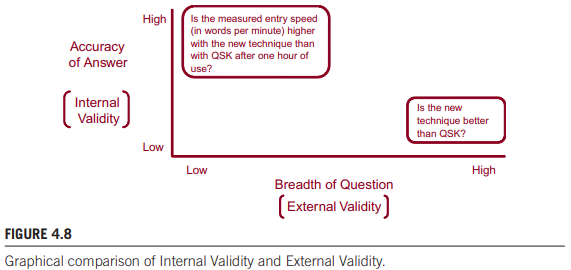 High
Accuracy
of Answer
Internal
Validity
Low
Is the measured entry speed
(in words per minute) higher
with the new technique than
with QSK after one hour of
use?
Is the new
technique better
than QSK?
Low
High
Breadth of Question
External Validity
FIGURE 4.8
Graphical comparison of Internal Validity and External Validity.